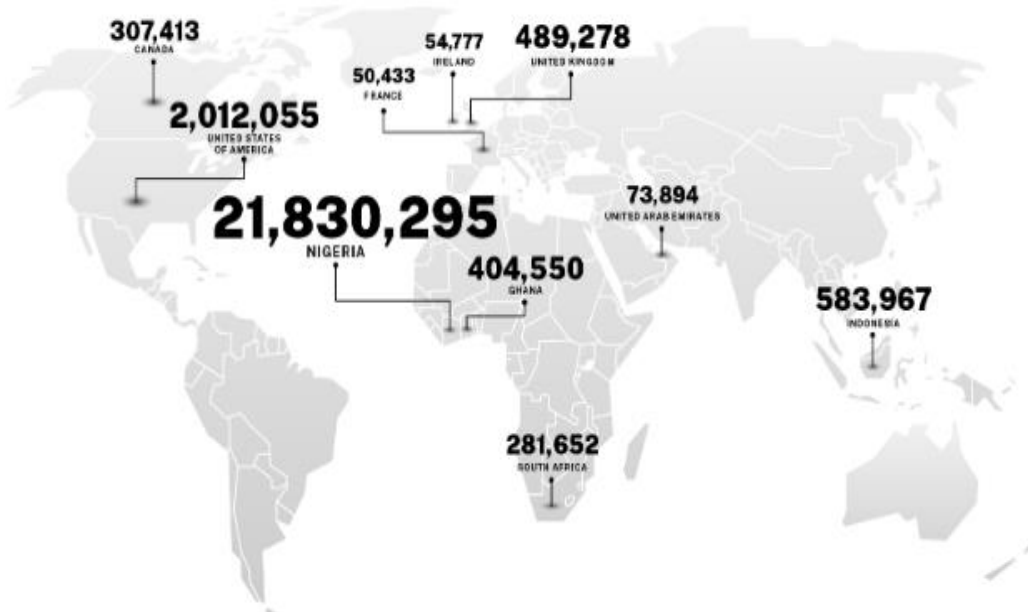 307,413
CANADA
54,777
IRELAND
489,278
UNITED KINGDOM
50,433
FRANCE
2,012,055
UNITED STATES
OF AMERICA
73,894
UNITED ARAB EMIRATES
21,830,295
NIGERIA
404,550
GHANA
583,967
INDONESIA
281,652
SOUTH AFRICA